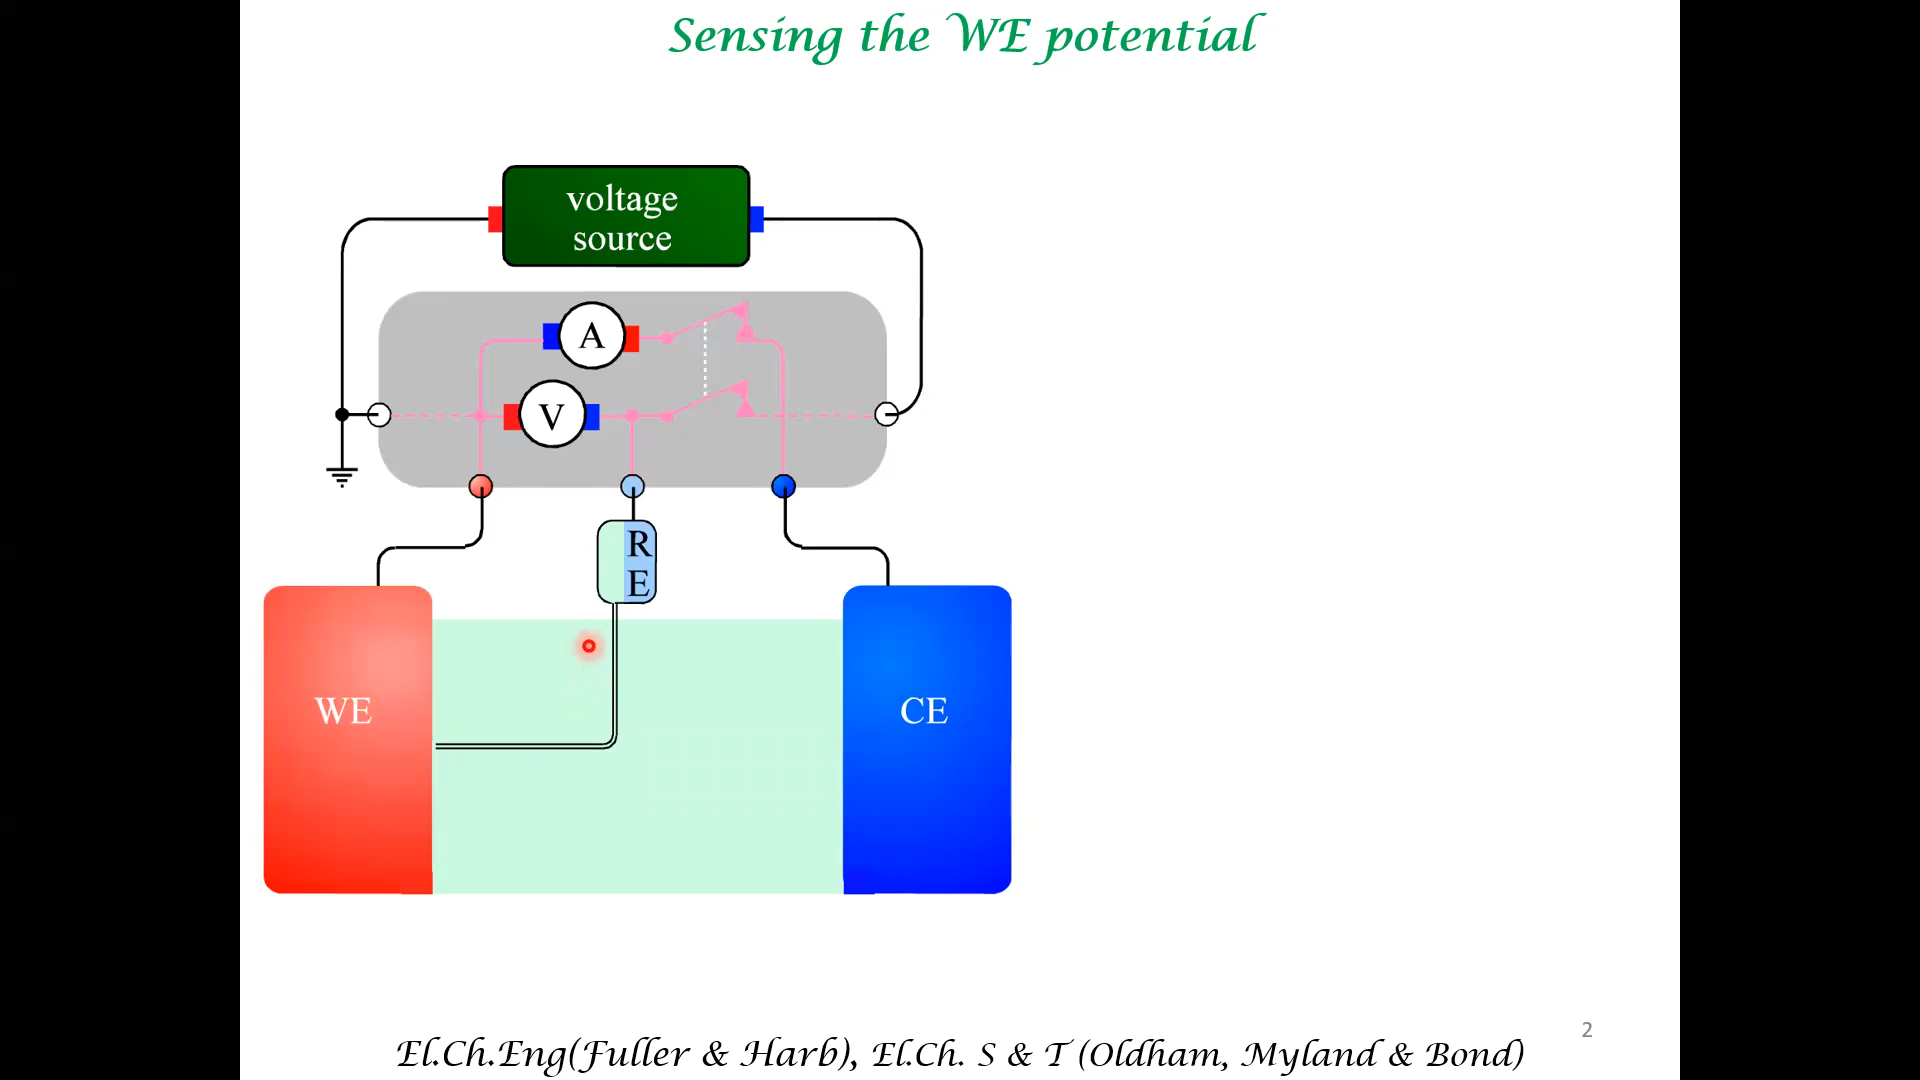 Sensing the WE potential
voltage
source
A
V
R
E
WE
CE
2
El.Ch.Eng(Fuller & Harb), El.Ch. S & T (Oldham, Myland & Bond)